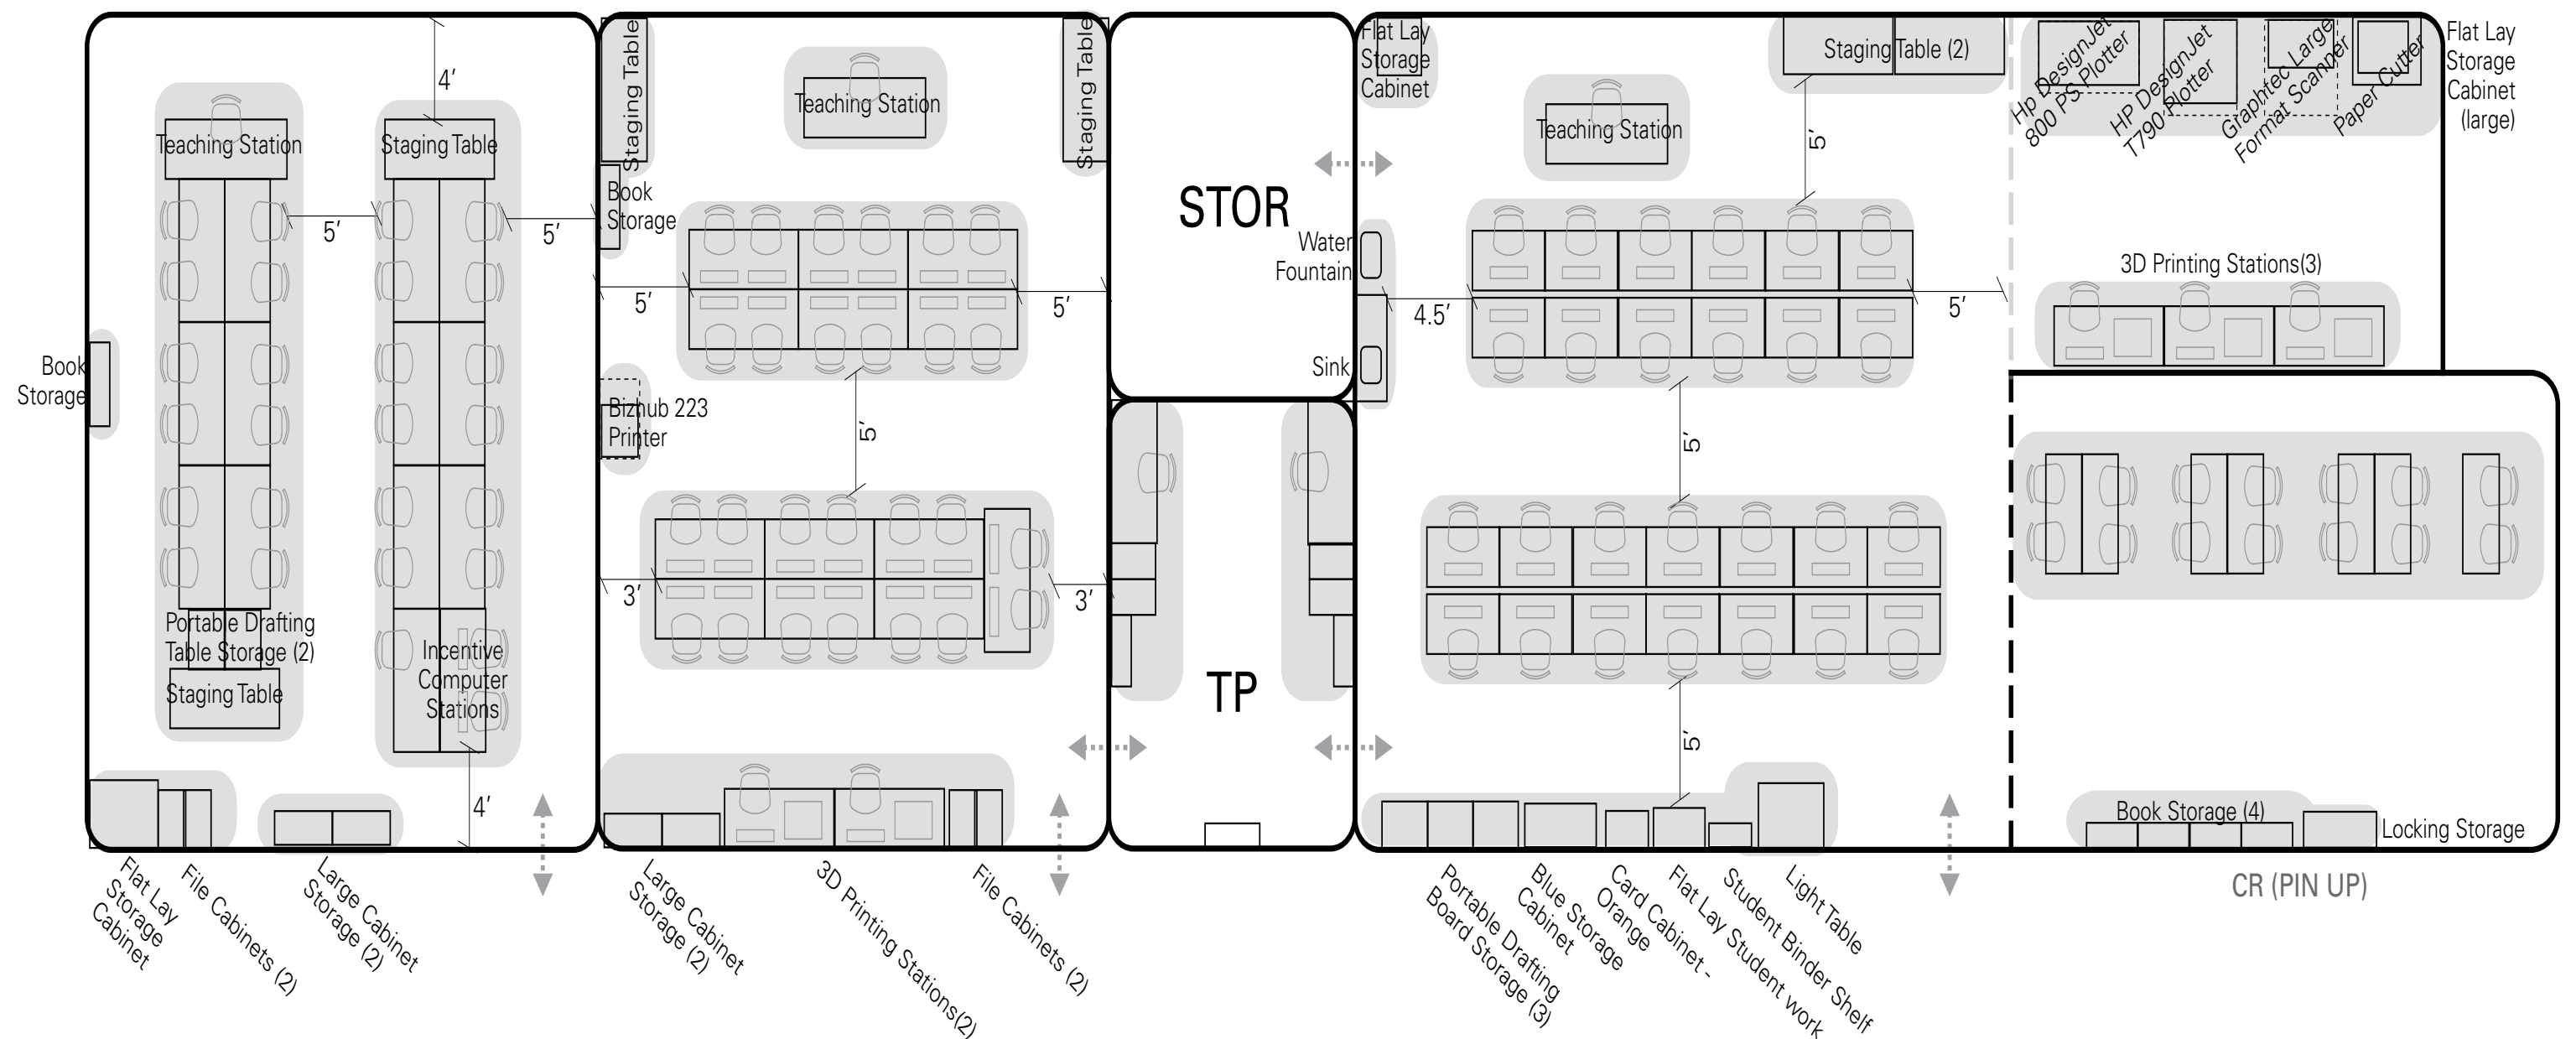 4’
Teaching Station
Staging Table
5’
5’
Book
Storage
Portable Drafting
Table Storage (2)
Staging Table
Incentive
Computer
Stations
4’
Flat Lay
Storage
Cabinet
File Cabinets (2)
Large Cabinet
Storage (2)
Staging Table
Teaching Station
Staging Table
Book
Storage
5’
5’
Bizhub 223
Printer
5’
3’
3’
Large Cabinet
Storage (2)
3D Printing Stations(2)
File Cabinets (2)
STOR
TP
Flat Lay
Storage
Cabinet
Teaching Station
Staging Table (2)
5’
Water
Fountain
Sink
4.5’
5’
5’
5’
Portable Drafting
Board Storage (3)
Blue Storage
Cabinet
Card Cabinet -
Orange
Flat Lay Student work
Student Binder Shelf
Light Table
Hp DesignJet
800 PS Plotter
HP DesignJet
T790 Plotter
Graphtec Large
Format Scanner
Paper Cutter
Flat Lay
Storage
Cabinet
(large)
3D Printing Stations(3)
Book Storage (4)
Locking Storage
CR (PIN UP)